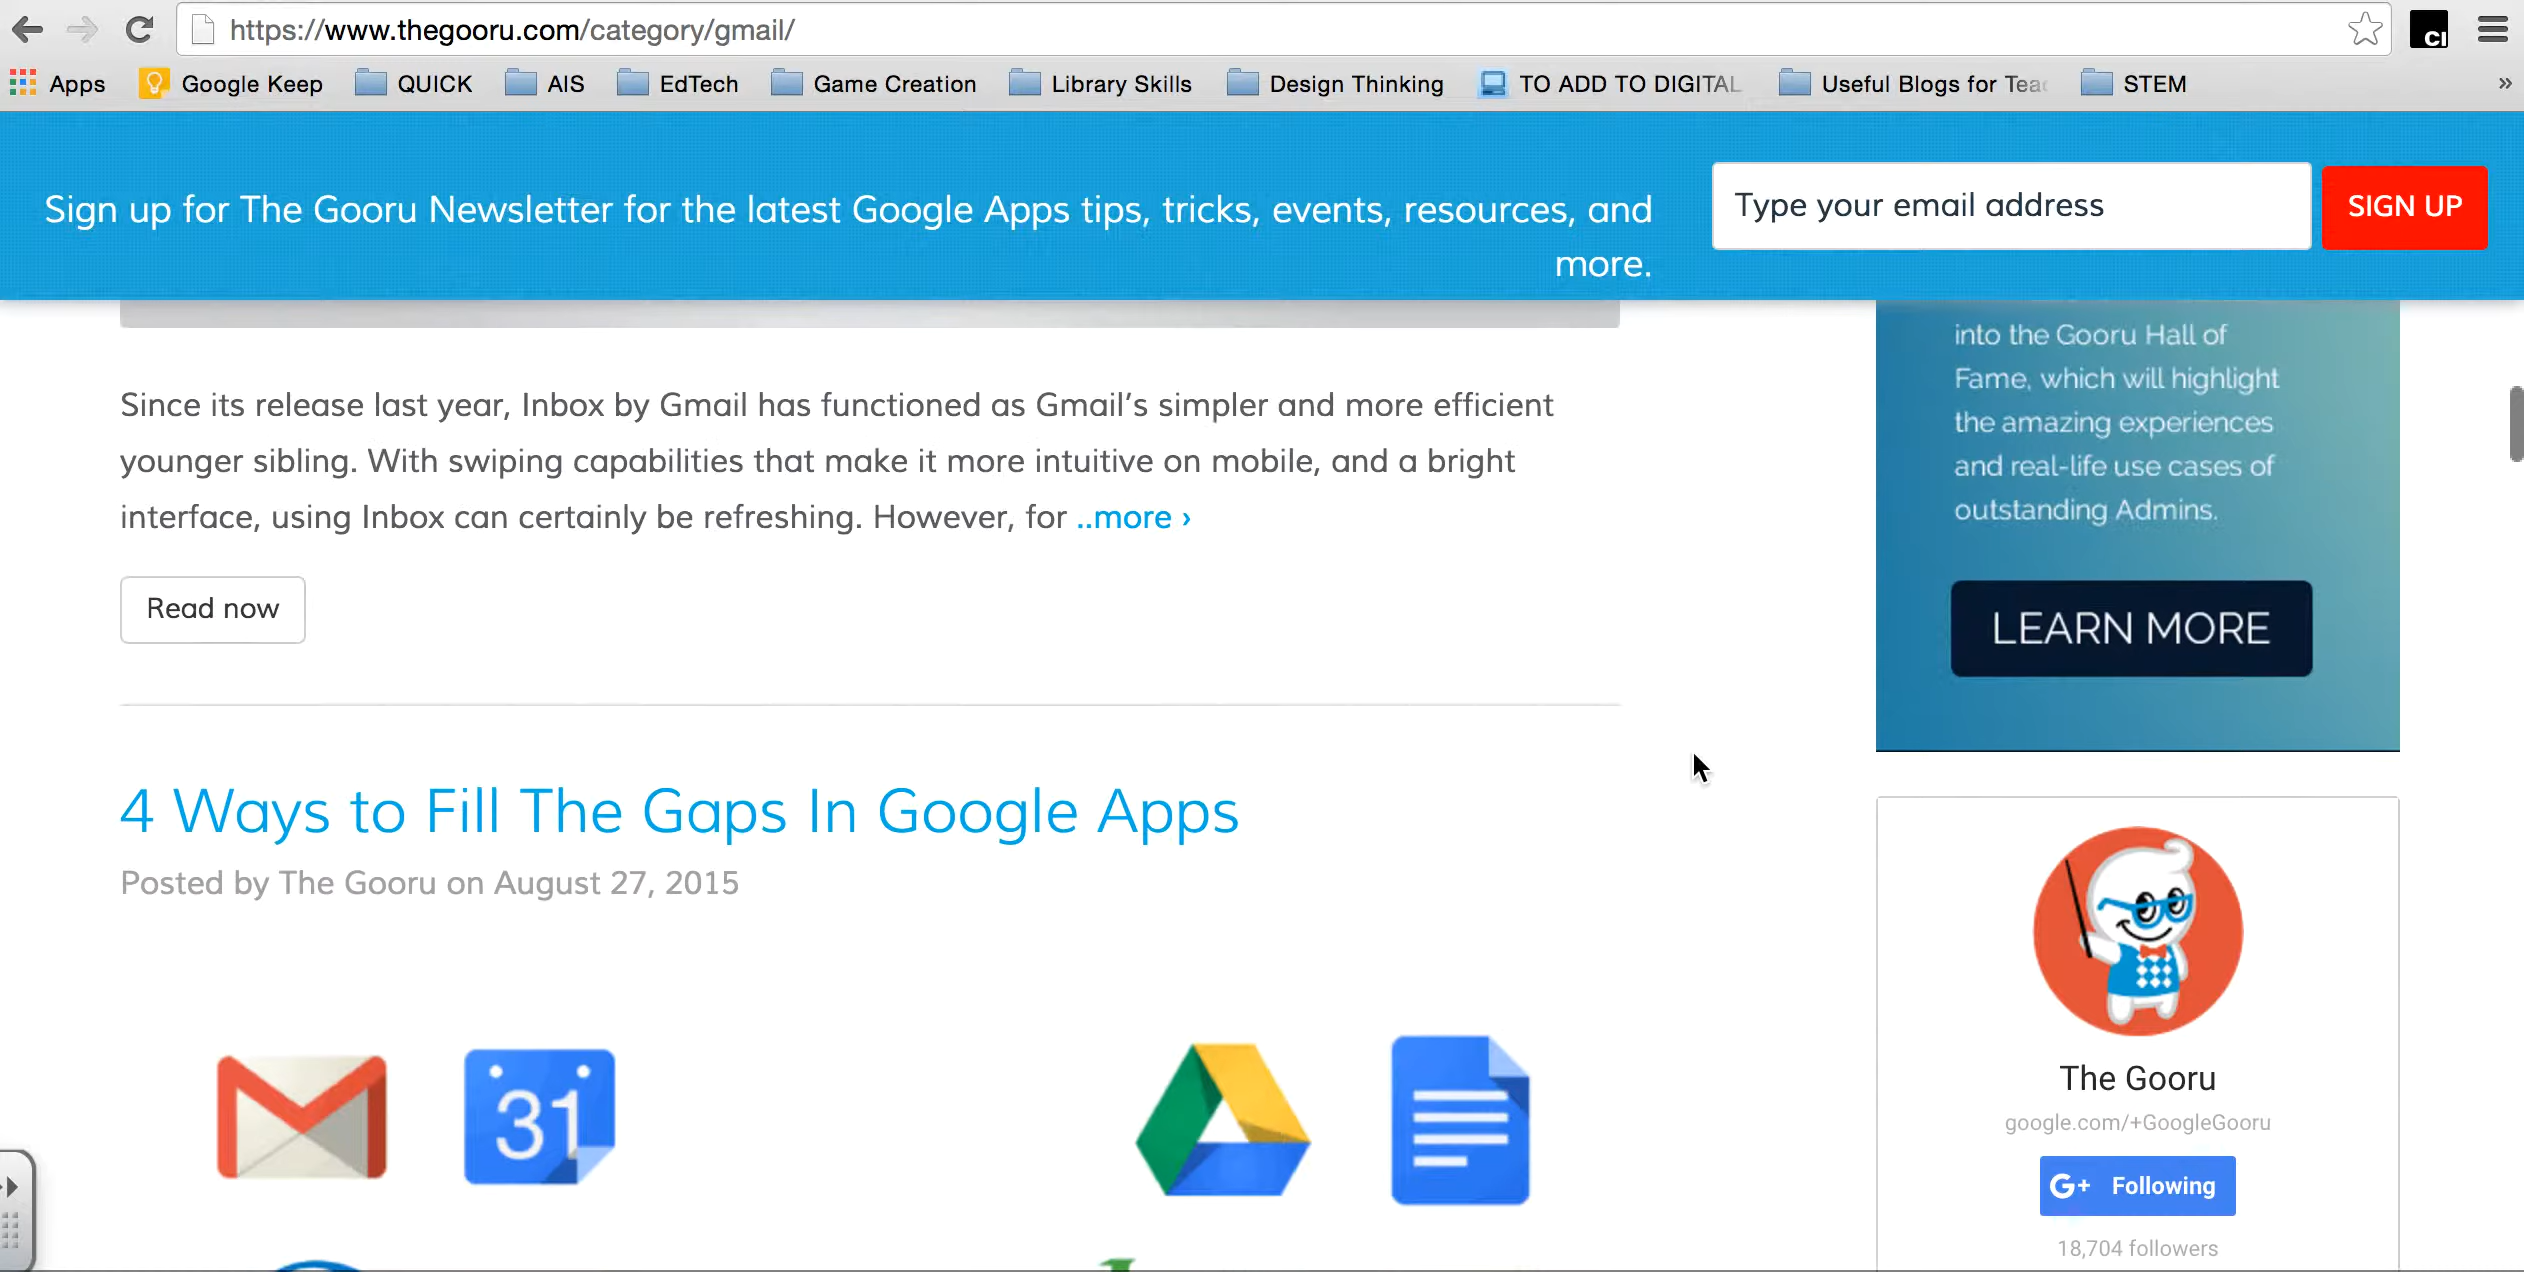 https://www.thegooru.com/category/gmail/
CI
Apps
Google Keep
QUICK
AIS
EdTech
Game Creation
Library Skills
Design Thinking
TO ADD TO DIGITAL
Useful Blogs for Teac
STEM
»
Sign up for The Gooru Newsletter for the latest Google Apps tips, tricks, events, resources, and
more.
Type your email address
SIGN UP
Since its release last year, Inbox by Gmail has functioned as Gmail’s simpler and more efficient
younger sibling. With swiping capabilities that make it more intuitive on mobile, and a bright
interface, using Inbox can certainly be refreshing. However, for ..more ›
Read now
4 Ways to Fill The Gaps In Google Apps
Posted by The Gooru on August 27, 2015
31
into the Gooru Hall of
Fame, which will highlight
the amazing experiences
and real-life use cases of
outstanding Admins.
LEARN MORE
The Gooru
google.com/+GoogleGooru
G+ Following
18,704 followers